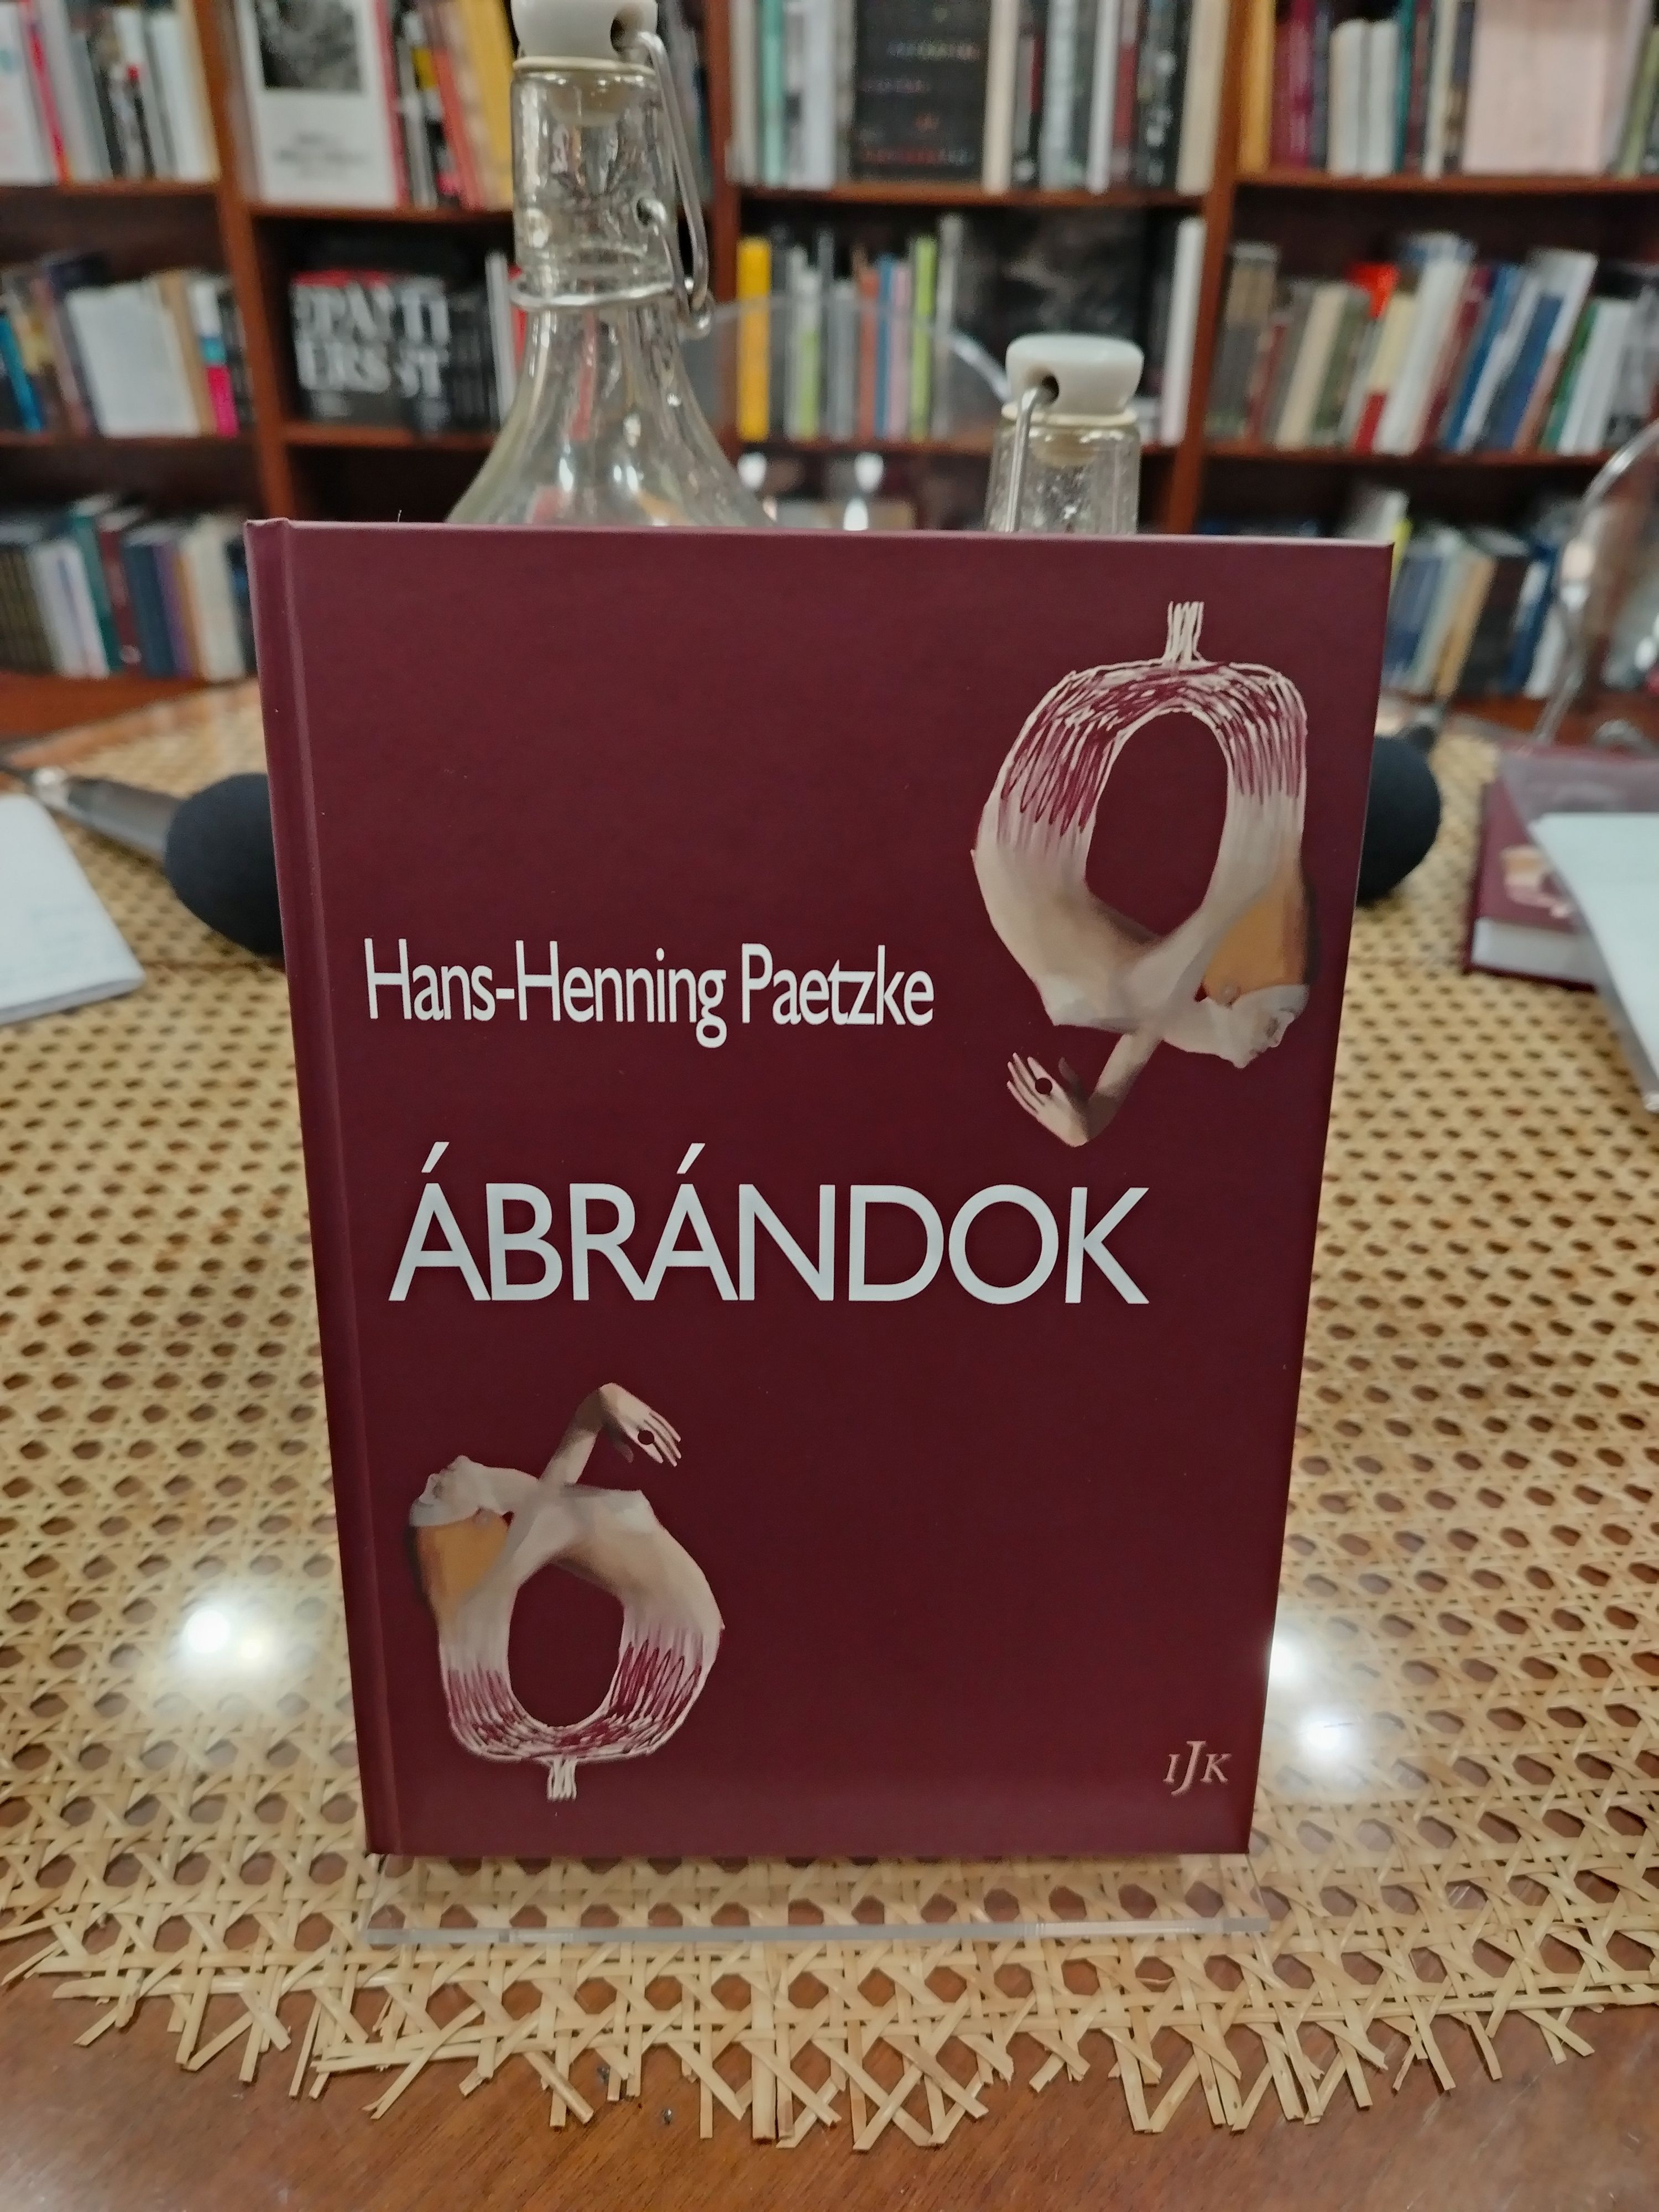 Hans-Henning Paetzke
ÁBRÁNDOK
IJK